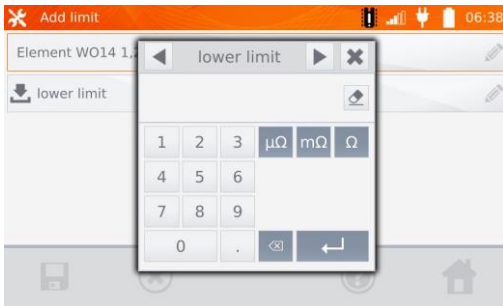 Add limit 06:38
Element WO14 1,2
lower limit
lower limit
1 2 3 μΩ mΩ Ω
4 5 6
7 8 9
0 .